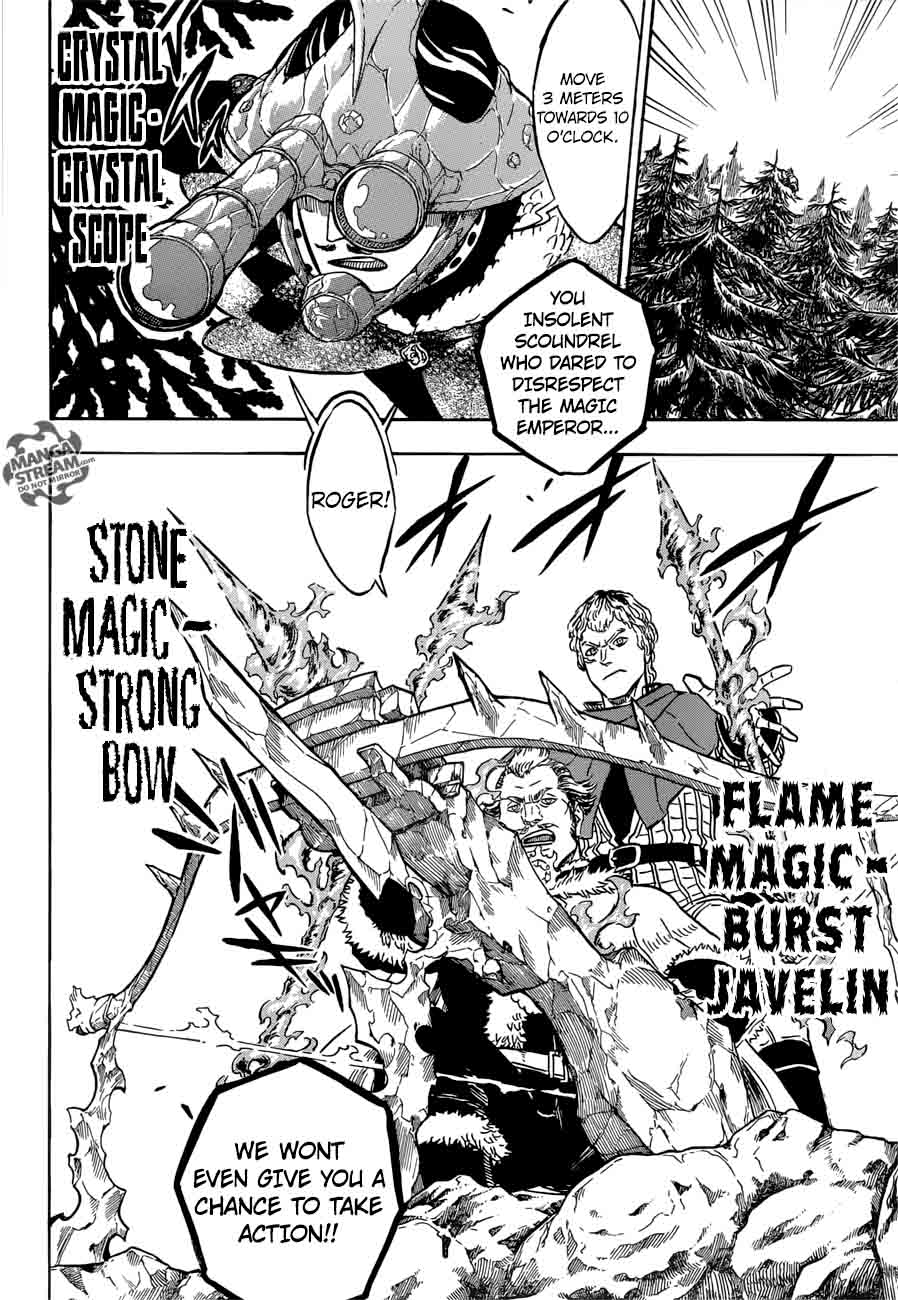 MOVE
3 METERS
TOWARDS 10
O'CLOCK.
CRYSTAL
MAGIC -
CRYSTAL
SCOPE
YOU
INSOLENT
SCOUNDREL
WHO DARED TO
DISRESPECT
THE MAGIC
EMPEROR...
ROGER!
MANGA
STREAM.com
DO NOT MIRROR
STONE
MAGIC -
STRONG
BOW
FLAME
MAGIC -
BURST
JAVELIN
WE WONT
EVEN GIVE YOU A
CHANCE TO TAKE
ACTION!!